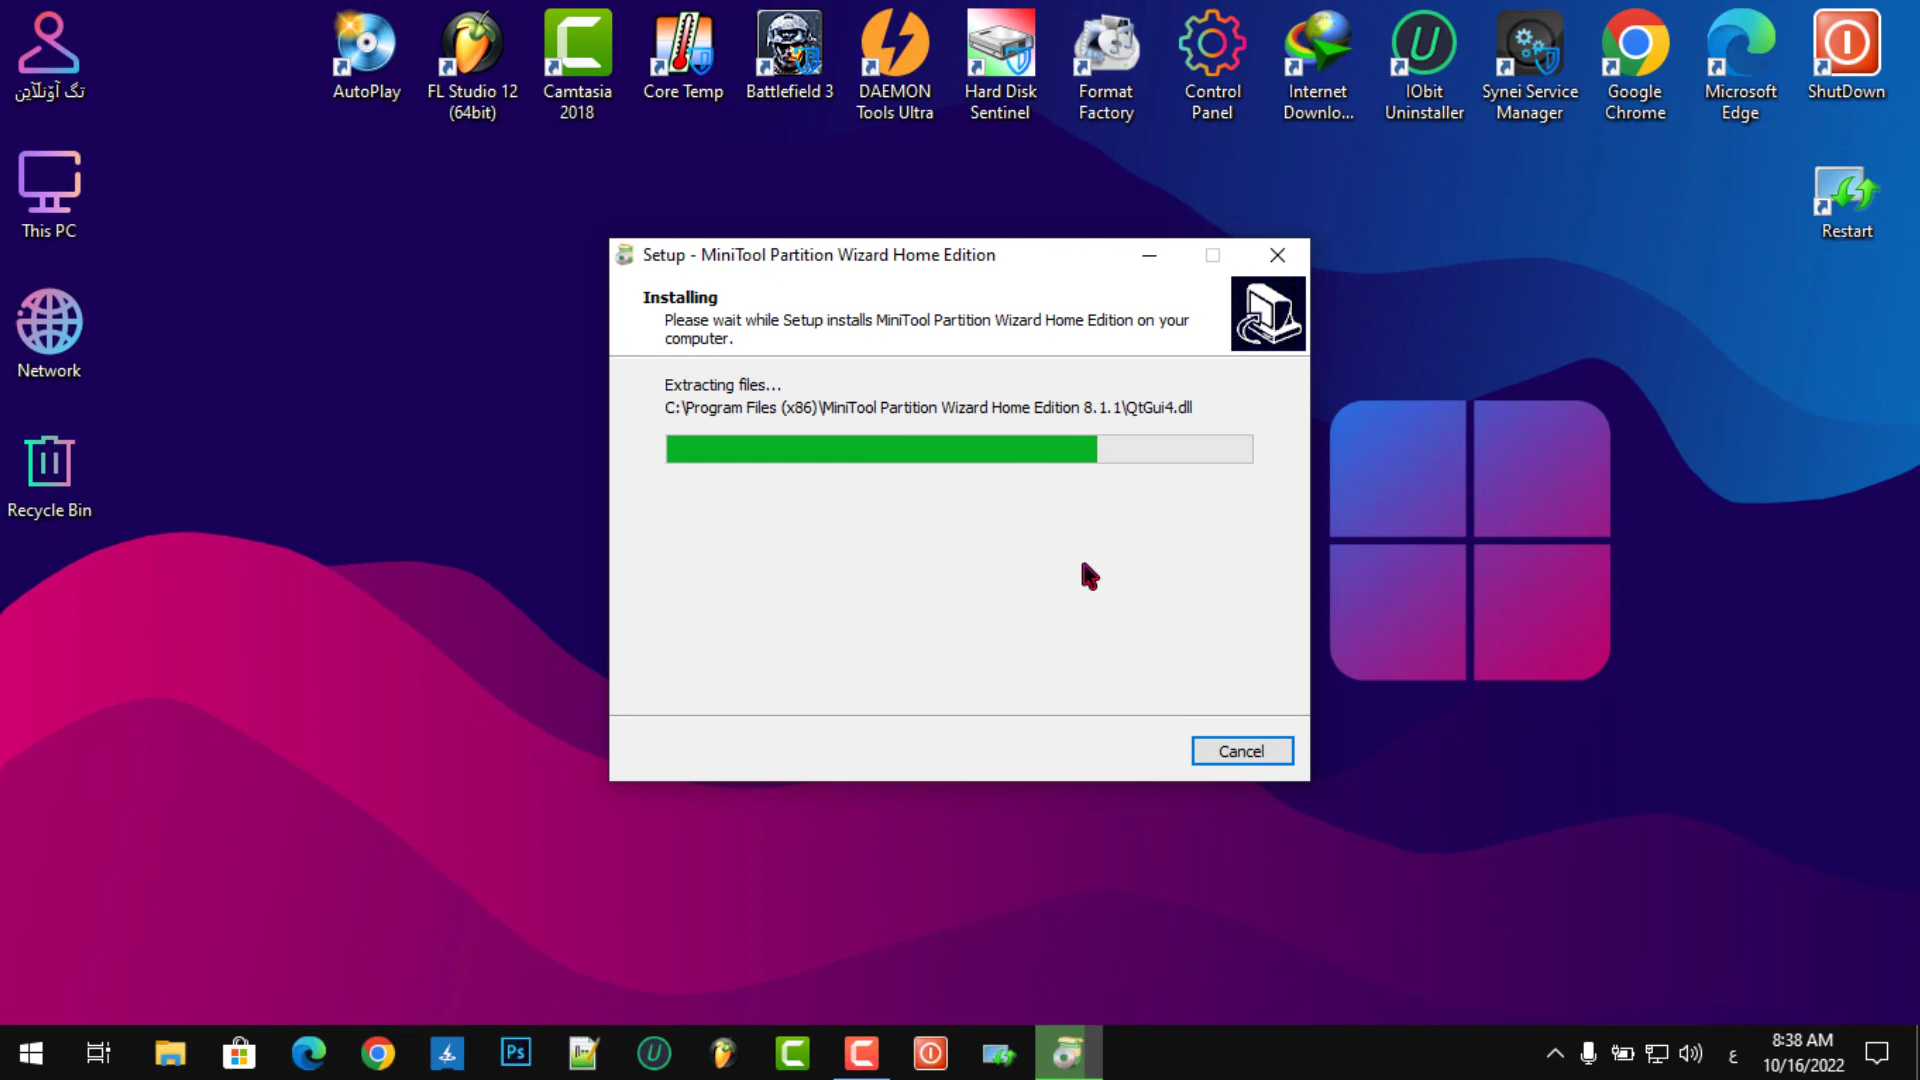 تگ آؤنلآئن
AutoPlay
FL Studio 12
(64bit)
Camtasia
2018
Core Temp
Battlefield 3
DAEMON
Tools Ultra
Hard Disk
Sentinel
Format
Factory
Control
Panel
Internet
Downlo...
IObit
Uninstaller
Synei Service
Manager
Google
Chrome
Microsoft
Edge
ShutDown
This PC
Restart
Network
Recycle Bin
Setup - MiniTool Partition Wizard Home Edition
Installing
Please wait while Setup installs MiniTool Partition Wizard Home Edition on your
computer.
Extracting files...
C:\Program Files (x86)\MiniTool Partition Wizard Home Edition 8.1.1\QtGui4.dll
Cancel
Ps
ع
8:38 AM
10/16/2022